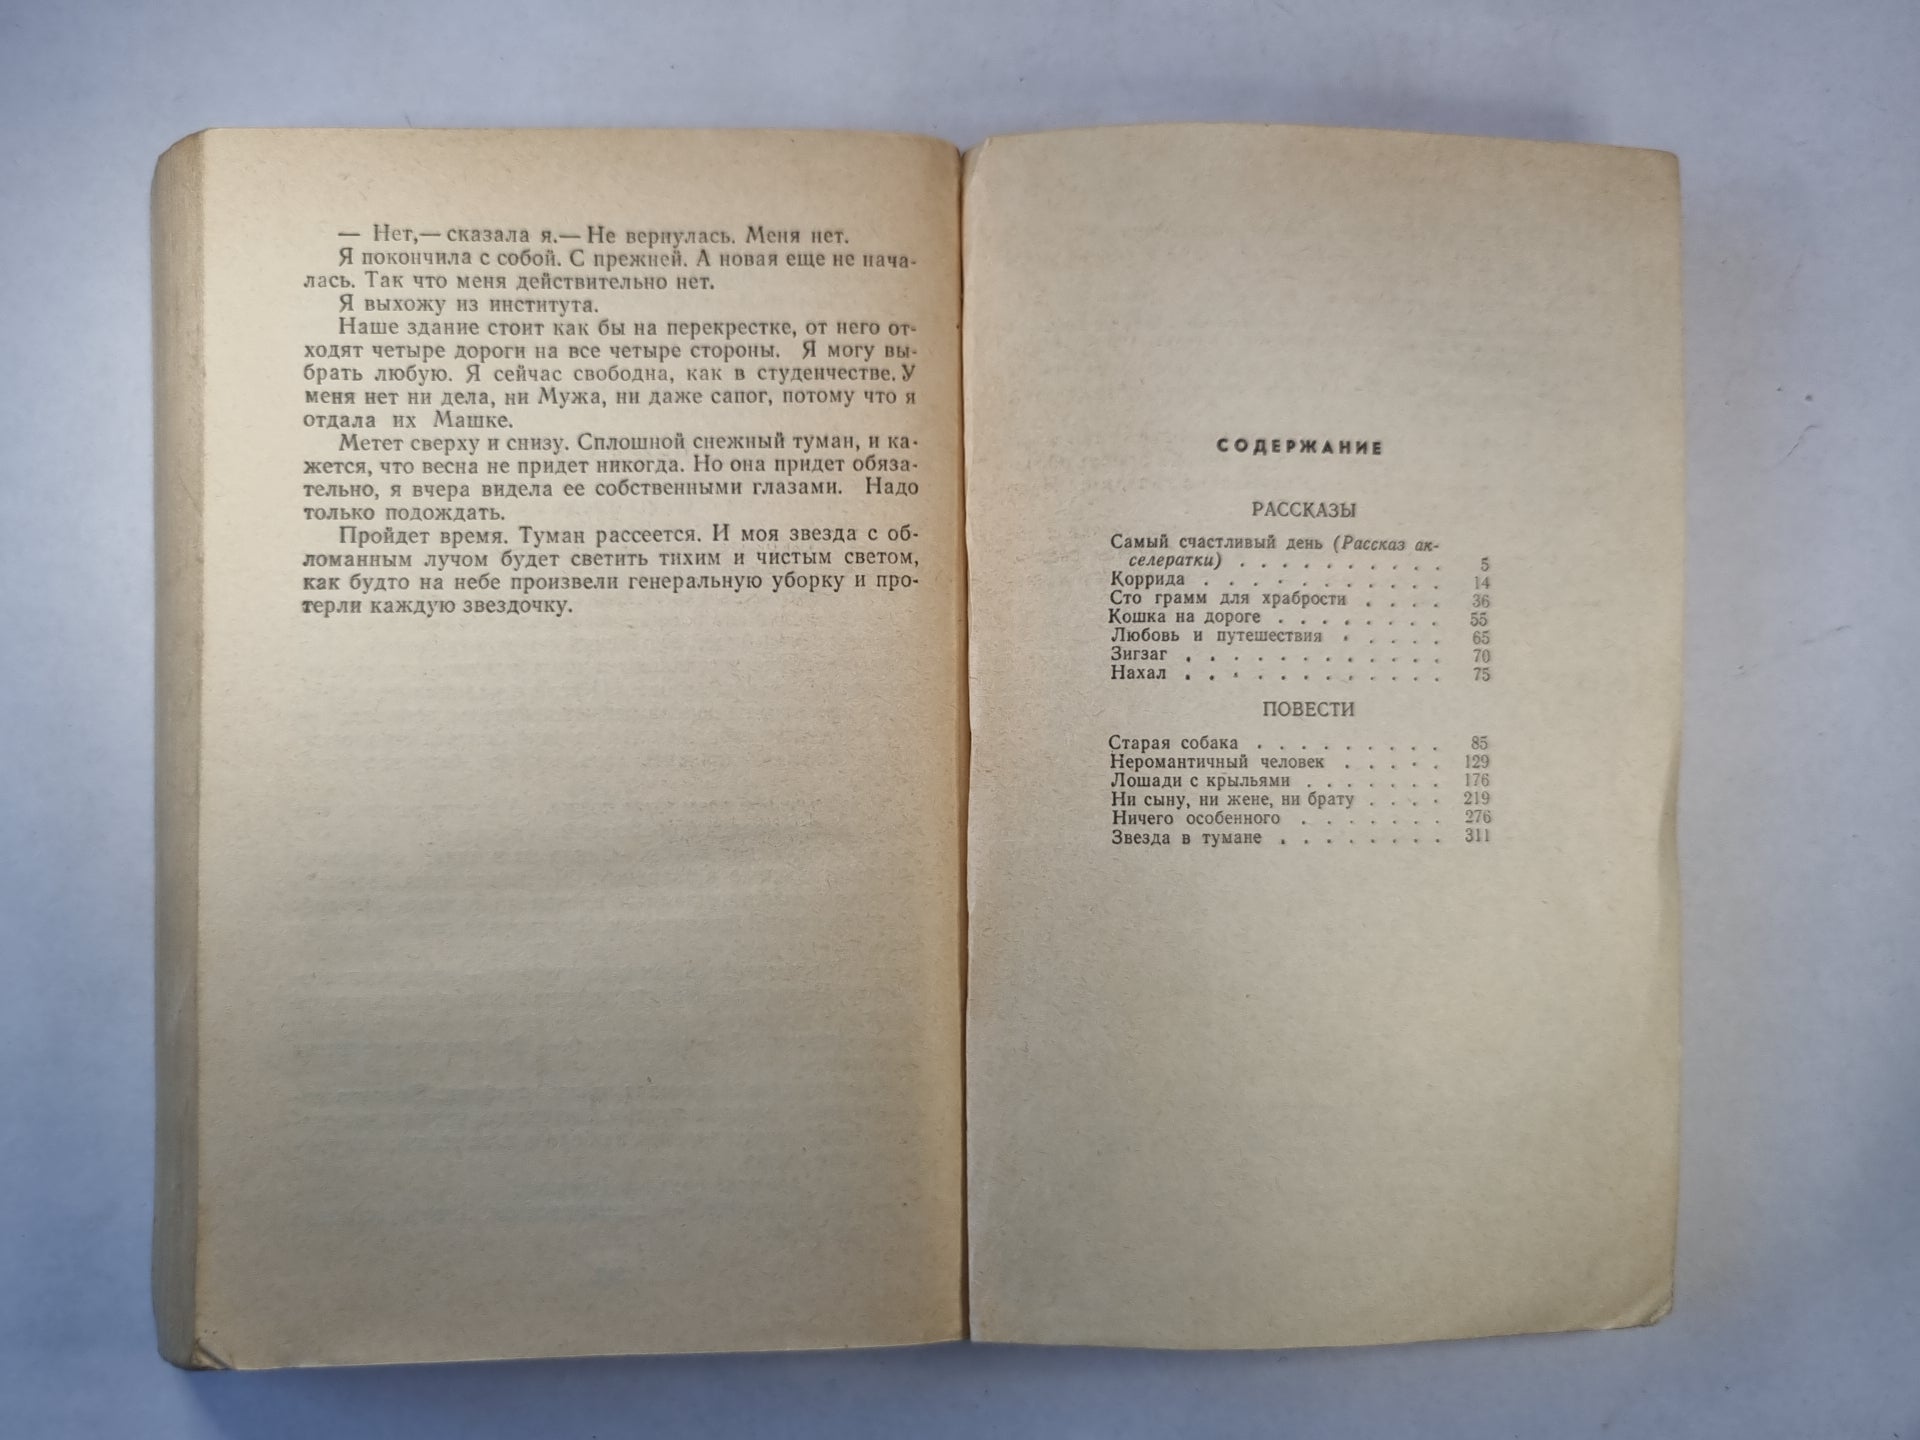 — Нет,— сказала я.— Не вернулась. Меня нет.
Я покончила с собой. С прежней. А новая еще не нача-
лась. Так что меня действительно нет.
Я выхожу из института.
Наше здание стоит как бы на перекрестке, от него от-
ходят четыре дороги на все четыре стороны. Я могу вы-
брать любую. Я сейчас свободна, как в студенчестве. У
меня нет ни дела, ни Мужа, ни даже сапог, потому что я
отдала их Машке.
Метет сверху и снизу. Сплошной снежный туман, и ка-
жется, что весна не придет никогда. Но она придет обяза-
тельно, я вчера видела ее собственными глазами. Надо
только подождать.
Пройдет время. Туман рассеется. И моя звезда с об-
ломанным лучом будет светить тихим и чистым светом,
как будто на небе произвели генеральную уборку и про-
терли каждую звездочку.
СОДЕРЖАНИЕ
РАССКАЗЫ
Самый счастливый день (Рассказ ак-
селератки) . . . . . . . . . . 5
Коррида . . . . . . . . . . . 14
Сто грамм для храбрости . . . . 36
Кошка на дороге . . . . . . . 55
Любовь и путешествия . . . . . 65
Зигзаг . . . . . . . . . . . 70
Нахал . . . . . . . . . . . 75
ПОВЕСТИ
Старая собака . . . . . . . . 85
Неромантичный человек . . . . . 129
Лошади с крыльями . . . . . . 176
Ни сыну, ни жене, ни брату . . . . 219
Ничего особенного . . . . . . 276
Звезда в тумане . . . . . . . 311